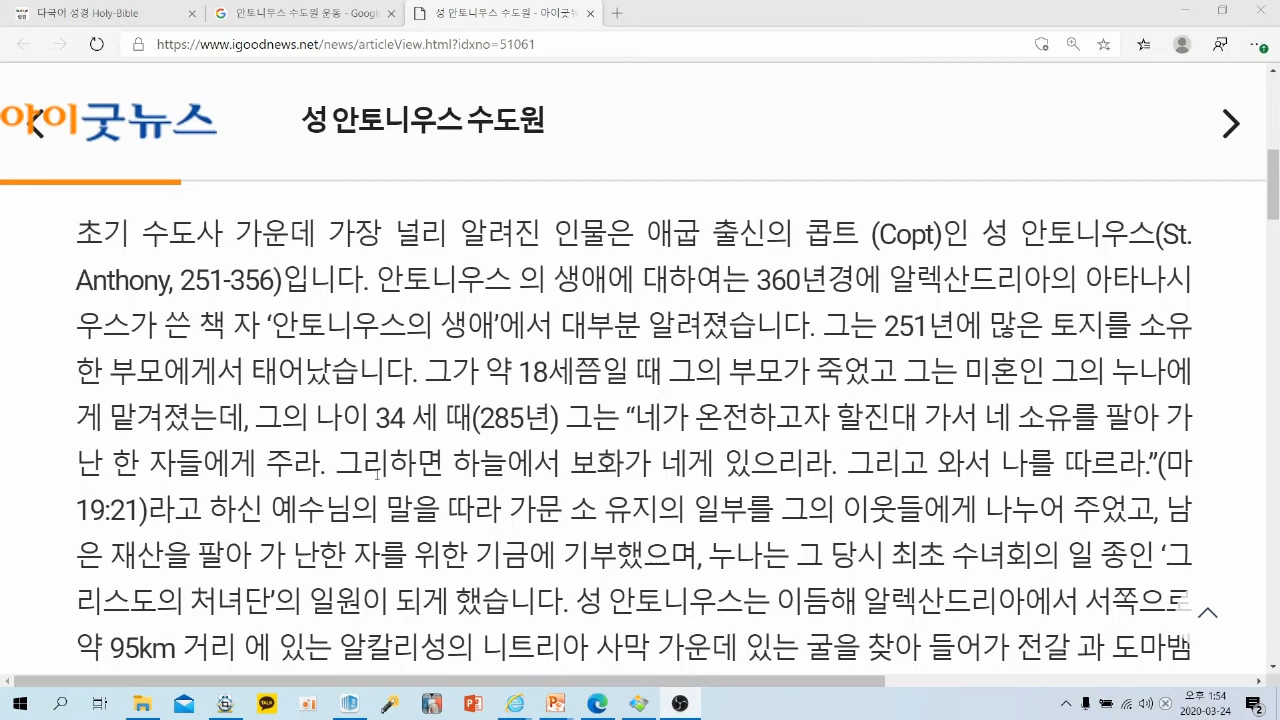 다국어 성경 Holy-Bible
안토니우스 수도원 운동 - Google
성 안토니우스 수도원 - 아이굿뉴
https://www.igoodnews.net/news/articleView.html?idxno=51061
아이굿뉴스
성 안토니우스 수도원
초기 수도사 가운데 가장 널리 알려진 인물은 애굽 출신의 콥트 (Copt)인 성 안토니우스(St.
Anthony, 251-356)입니다. 안토니우스 의 생애에 대하여는 360년경에 알렉산드리아의 아타나시
우스가 쓴 책 자 ‘안토니우스의 생애’에서 대부분 알려졌습니다. 그는 251년에 많은 토지를 소유
한 부모에게서 태어났습니다. 그가 약 18세쯤일 때 그의 부모가 죽었고 그는 미혼인 그의 누나에
게 맡겨졌는데, 그의 나이 34 세 때(285년) 그는 “네가 온전하고자 할진대 가서 네 소유를 팔아 가
난 한 자들에게 주라. 그리하면 하늘에서 보화가 네게 있으리라. 그리고 와서 나를 따르라.”(마
19:21)라고 하신 예수님의 말을 따라 가문 소 유지의 일부를 그의 이웃들에게 나누어 주었고, 남
은 재산을 팔아 가 난한 자를 위한 기금에 기부했으며, 누나는 그 당시 최초 수녀회의 일 종인 ‘그
리스도의 처녀단’의 일원이 되게 했습니다. 성 안토니우스는 이듬해 알렉산드리아에서 서쪽으로
약 95km 거리 에 있는 알칼리성의 니트리아 사막 가운데 있는 굴을 찾아 들어가 전갈 과 도마뱀
오후 1:54
2020-03-24